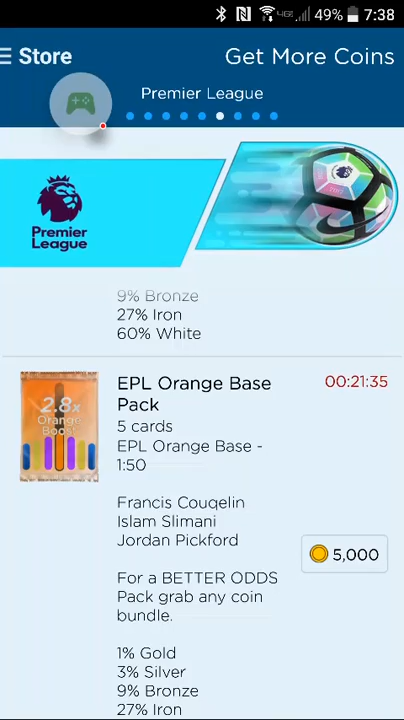 4G LTE 49% 7:38
Store
Get More Coins
Premier League
Premier
League
9% Bronze
27% Iron
60% White
EPL Orange Base
Pack
00:21:35
5 cards
EPL Orange Base -
1:50
2.8x
Orange
Boost
Francis Couqelin
Islam Slimani
Jordan Pickford
5,000
For a BETTER ODDS
Pack grab any coin
bundle.
1% Gold
3% Silver
9% Bronze
27% Iron